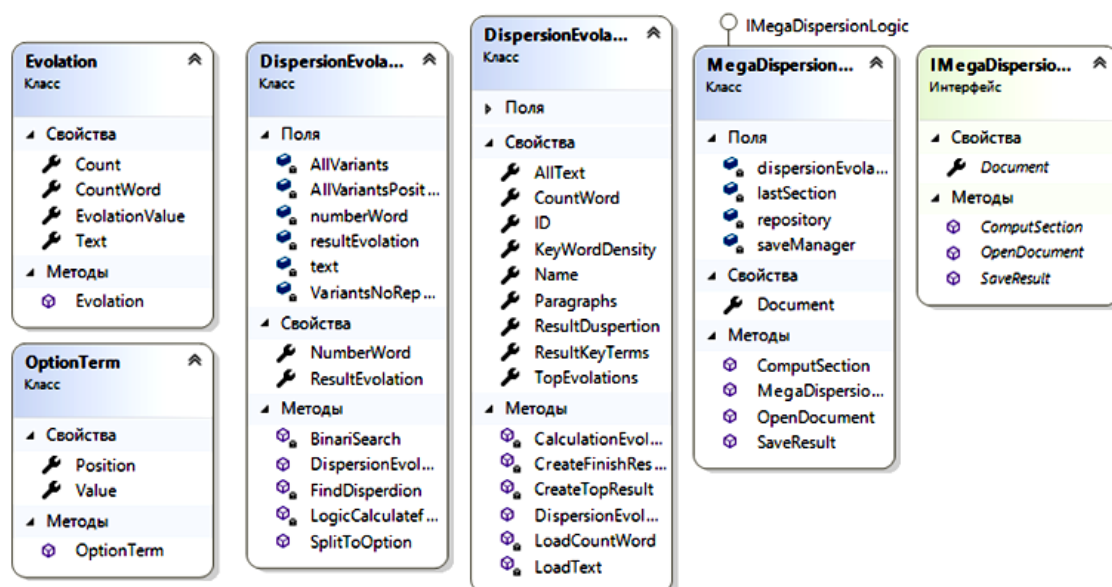 Evolation
Класс
Свойства
Count
CountWord
EvolationValue
Text
Методы
Evolation
OptionTerm
Класс
Свойства
Position
Value
Методы
OptionTerm
DispersionEvola...
Класс
Поля
AllVariants
AllVariantsPosit...
numberWord
resultEvolation
text
VariantsNoRep...
Свойства
NumberWord
ResultEvolation
Методы
BinariSearch
DispersionEvol...
FindDisperdion
LogicCalculatef...
SplitToOption
DispersionEvola...
Класс
Поля
Свойства
AllText
CountWord
ID
KeyWordDensity
Name
Paragraphs
ResultDuspertion
ResultKeyTerms
TopEvolations
Методы
CalculationEvol...
CreateFinishRes...
CreateTopResult
DispersionEvol...
LoadCountWord
LoadText
IMegaDispersionLogic
MegaDispersion...
Класс
Поля
dispersionEvola...
lastSection
repository
saveManager
Свойства
Document
Методы
ComputSection
MegaDispersio...
OpenDocument
SaveResult
IMegaDispersio...
Интерфейс
Свойства
Document
Методы
ComputSection
OpenDocument
SaveResult